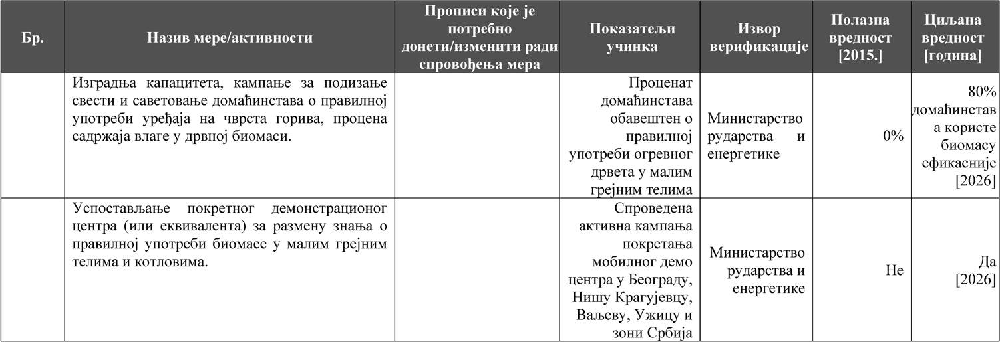 Бр.
Назив мере/активности
Прописи које је
потребно
донети/изменити ради
спровођења мера
Показатељи
учинка
Извор
верификације
Полазна
вредност
[2015.]
Циљана
вредност
[година]
Изградња капацитета, кампање за подизање
свести и саветовање домаћинстава о правилној
употреби уређаја на чврста горива, процена
садржаја влаге у дрвној биомаси.
Проценат
домаћинстава
обавештен о
правилној
употреби огревног
дрвета у малим
грејним телима
Министарство
рударства и
енергетике
0%
80%
домаћинстав
а користе
биомасу
ефикасније
[2026]
Успостављање покретног демонстрационог
центра (или еквивалента) за размену знања о
правилној употреби биомасе у малим грејним
телима и котловима.
Спроведена
активна кампања
покретања
мобилног демо
центра у Београду,
Нишу Крагујевцу,
Ваљеву, Ужицу и
зони Србија
Министарство
рударства и
енергетике
Не
Да
[2026]